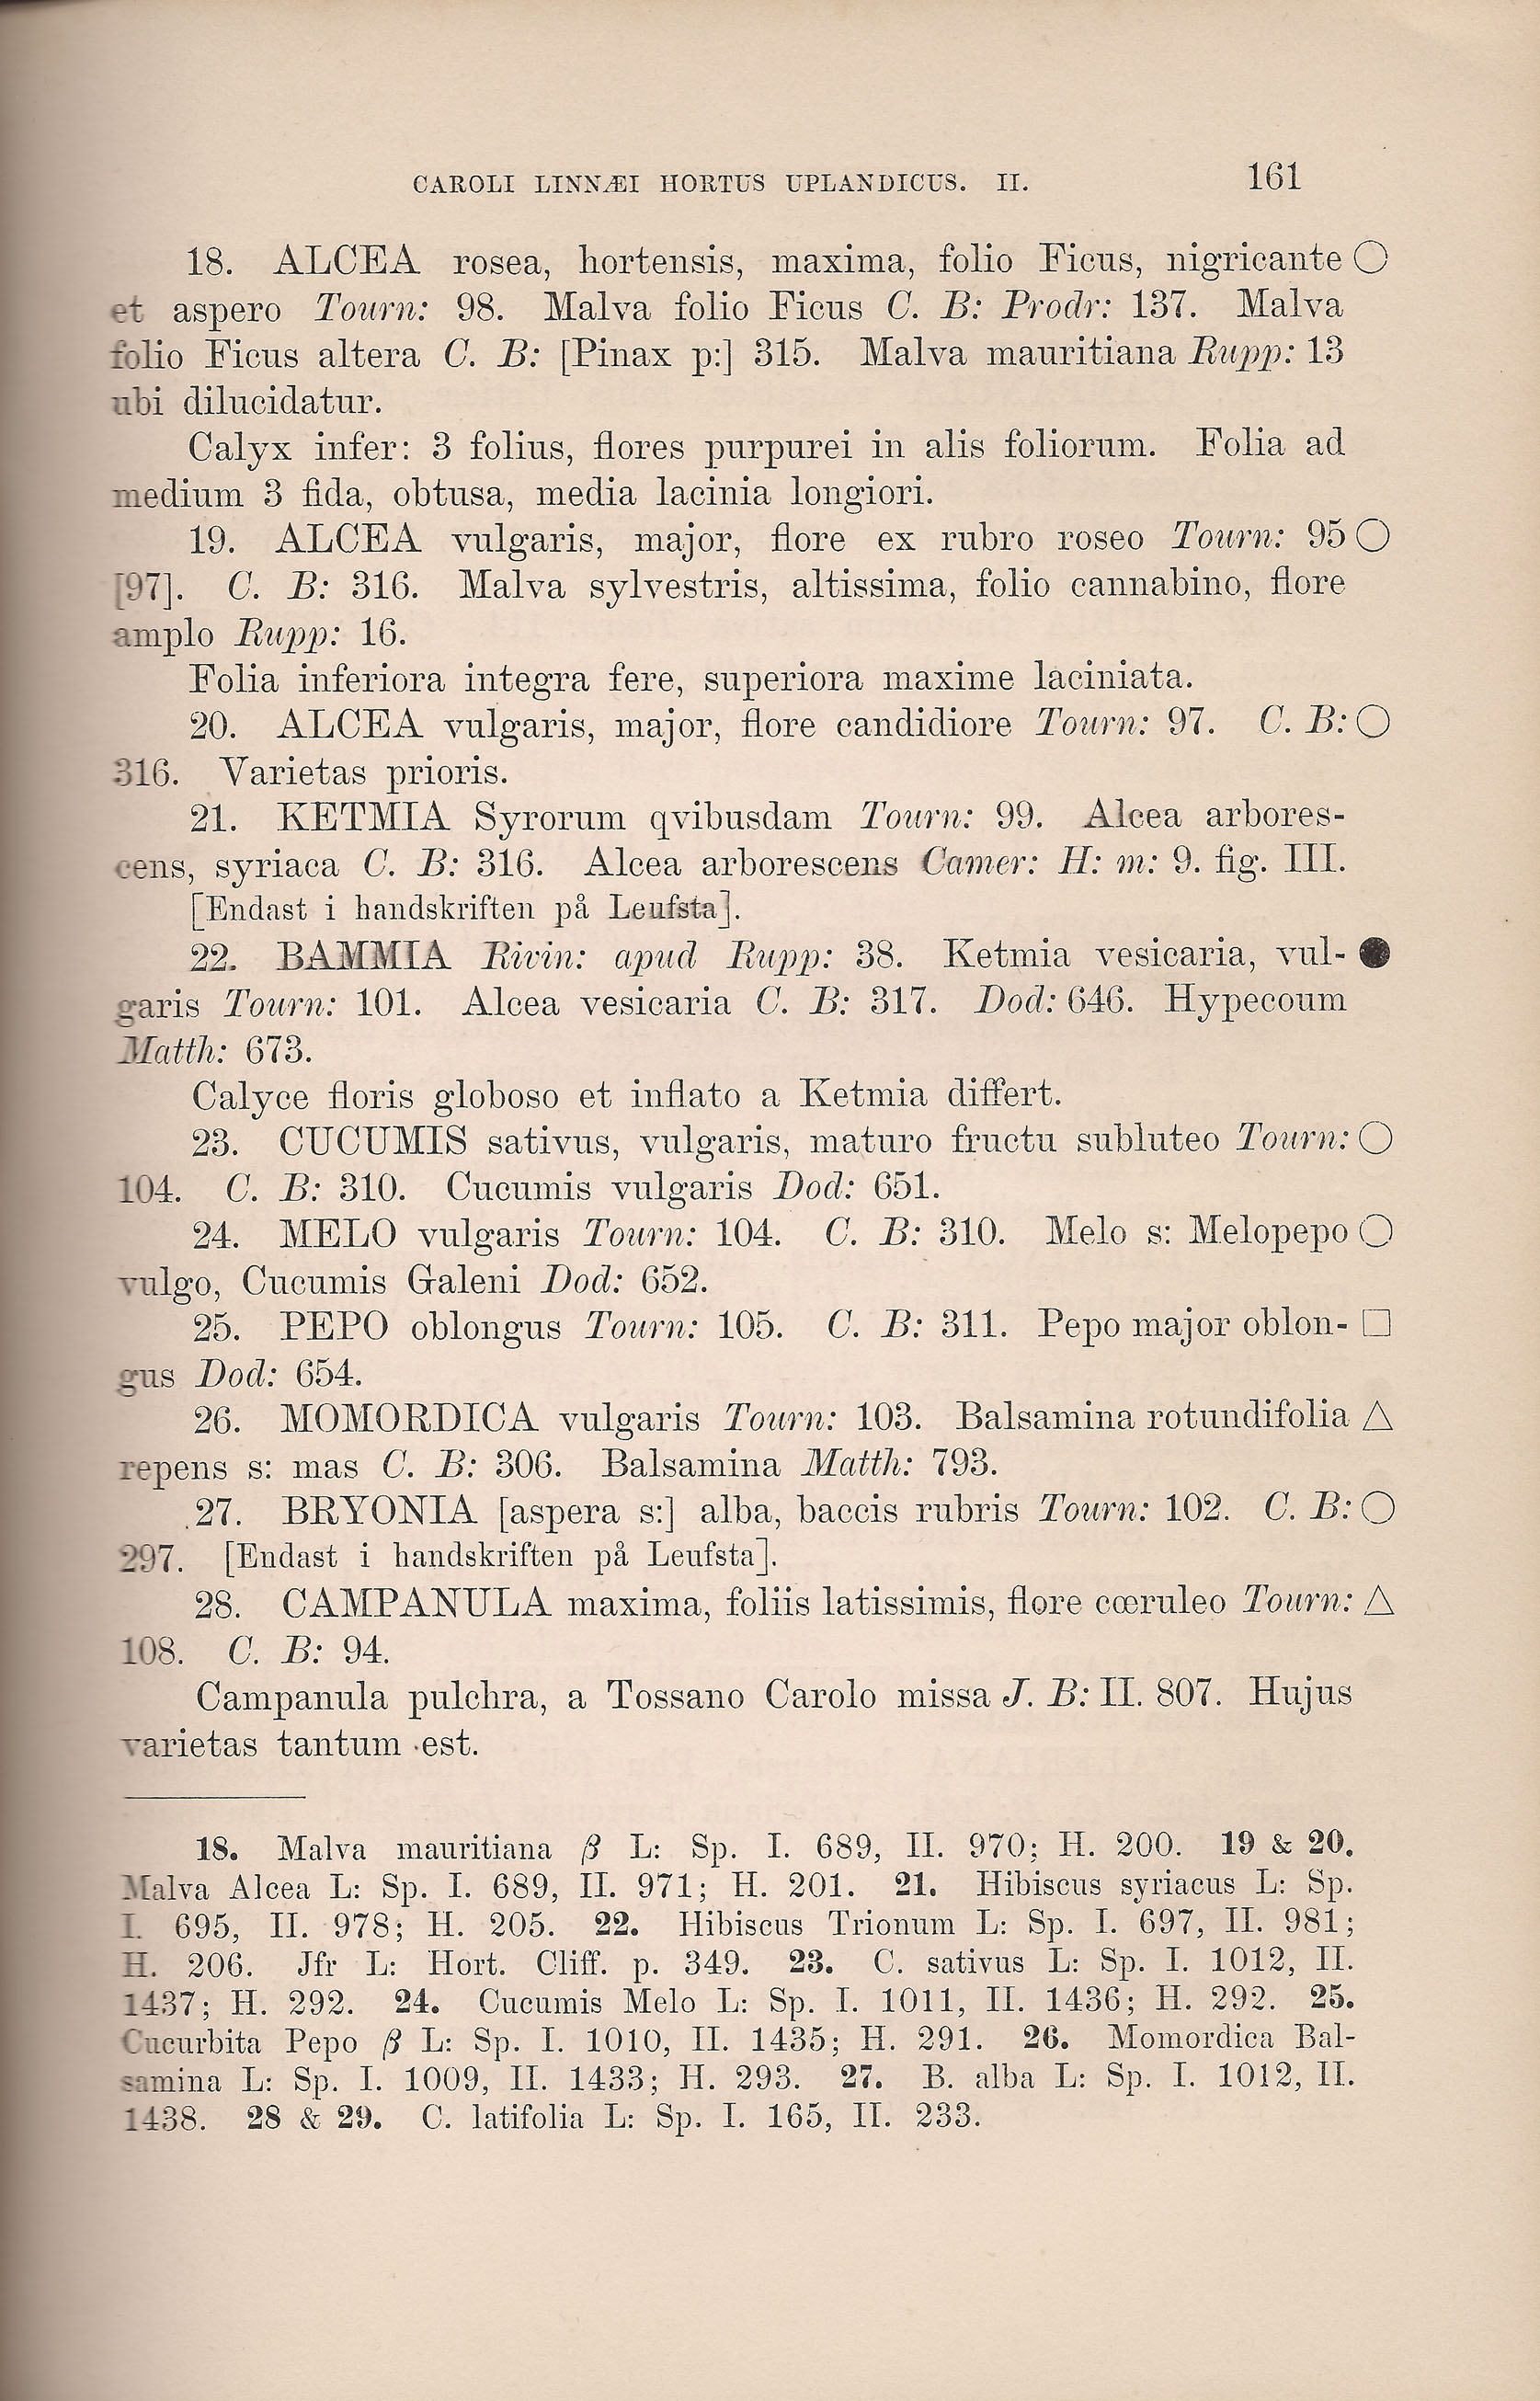 CAROLI LINNÆI HORTUS UPLANDICUS. II. 161
18. ALCEA rosea, hortensis, maxima, folio Ficus, nigricante ○
et aspero Tourn: 98. Malva folio Ficus C. B: Prodr: 137. Malva
folio Ficus altera C. B: [Pinax p:] 315. Malva mauritiana Rupp: 13
ubi dilucidatur.
Calyx infer: 3 folius, flores purpurei in alis foliorum. Folia ad
medium 3 fida, obtusa, media lacinia longiori.
19. ALCEA vulgaris, major, flore ex rubro roseo Tourn: 95 ○
[97]. C. B: 316. Malva sylvestris, altissima, folio cannabino, flore
amplo Rupp: 16.
Folia inferiora integra fere, superiora maxime laciniata.
20. ALCEA vulgaris, major, flore candidiore Tourn: 97. C. B: ○
316. Varietas prioris.
21. KETMIA Syrorum qvibusdam Tourn: 99. Alcea arbores-
cens, syriaca C. B: 316. Alcea arborescens Camer: H: m: 9. fig. III.
[Endast i handskriften på Leufsta].
22. BAMMIA Rivin: apud Rupp: 38. Ketmia vesicaria, vul- ●
garis Tourn: 101. Alcea vesicaria C. B: 317. Dod: 646. Hypecoum
Matth: 673.
Calyce floris globoso et inflato a Ketmia differt.
23. CUCUMIS sativus, vulgaris, maturo fructu subluteo Tourn: ○
104. C. B: 310. Cucumis vulgaris Dod: 651.
24. MELO vulgaris Tourn: 104. C. B: 310. Melo s: Melopepo ○
vulgo, Cucumis Galeni Dod: 652.
25. PEPO oblongus Tourn: 105. C. B: 311. Pepo major oblon- □
gus Dod: 654.
26. MOMORDICA vulgaris Tourn: 103. Balsamina rotundifolia △
repens s: mas C. B: 306. Balsamina Matth: 793.
27. BRYONIA [aspera s:] alba, baccis rubris Tourn: 102. C. B: ○
297. [Endast i handskriften på Leufsta].
28. CAMPANULA maxima, foliis latissimis, flore cœruleo Tourn: △
108. C. B: 94.
Campanula pulchra, a Tossano Carolo missa J. B: II. 807. Hujus
varietas tantum est.
18. Malva mauritiana β L: Sp. I. 689, II. 970; H. 200. 19 & 20.
Malva Alcea L: Sp. I. 689, II. 971; H. 201. 21. Hibiscus syriacus L: Sp.
I. 695, II. 978; H. 205. 22. Hibiscus Trionum L: Sp. I. 697, II. 981;
H. 206. Jfr L: Hort. Cliff. p. 349. 23. C. sativus L: Sp. I. 1012, II.
1437; H. 292. 24. Cucumis Melo L: Sp. I. 1011, II. 1436; H. 292. 25.
Cucurbita Pepo β L: Sp. I. 1010, II. 1435; H. 291. 26. Momordica Bal-
samina L: Sp. I. 1009, II. 1433; H. 293. 27. B. alba L: Sp. I. 1012, II.
1438. 28 & 29. C. latifolia L: Sp. I. 165, II. 233.